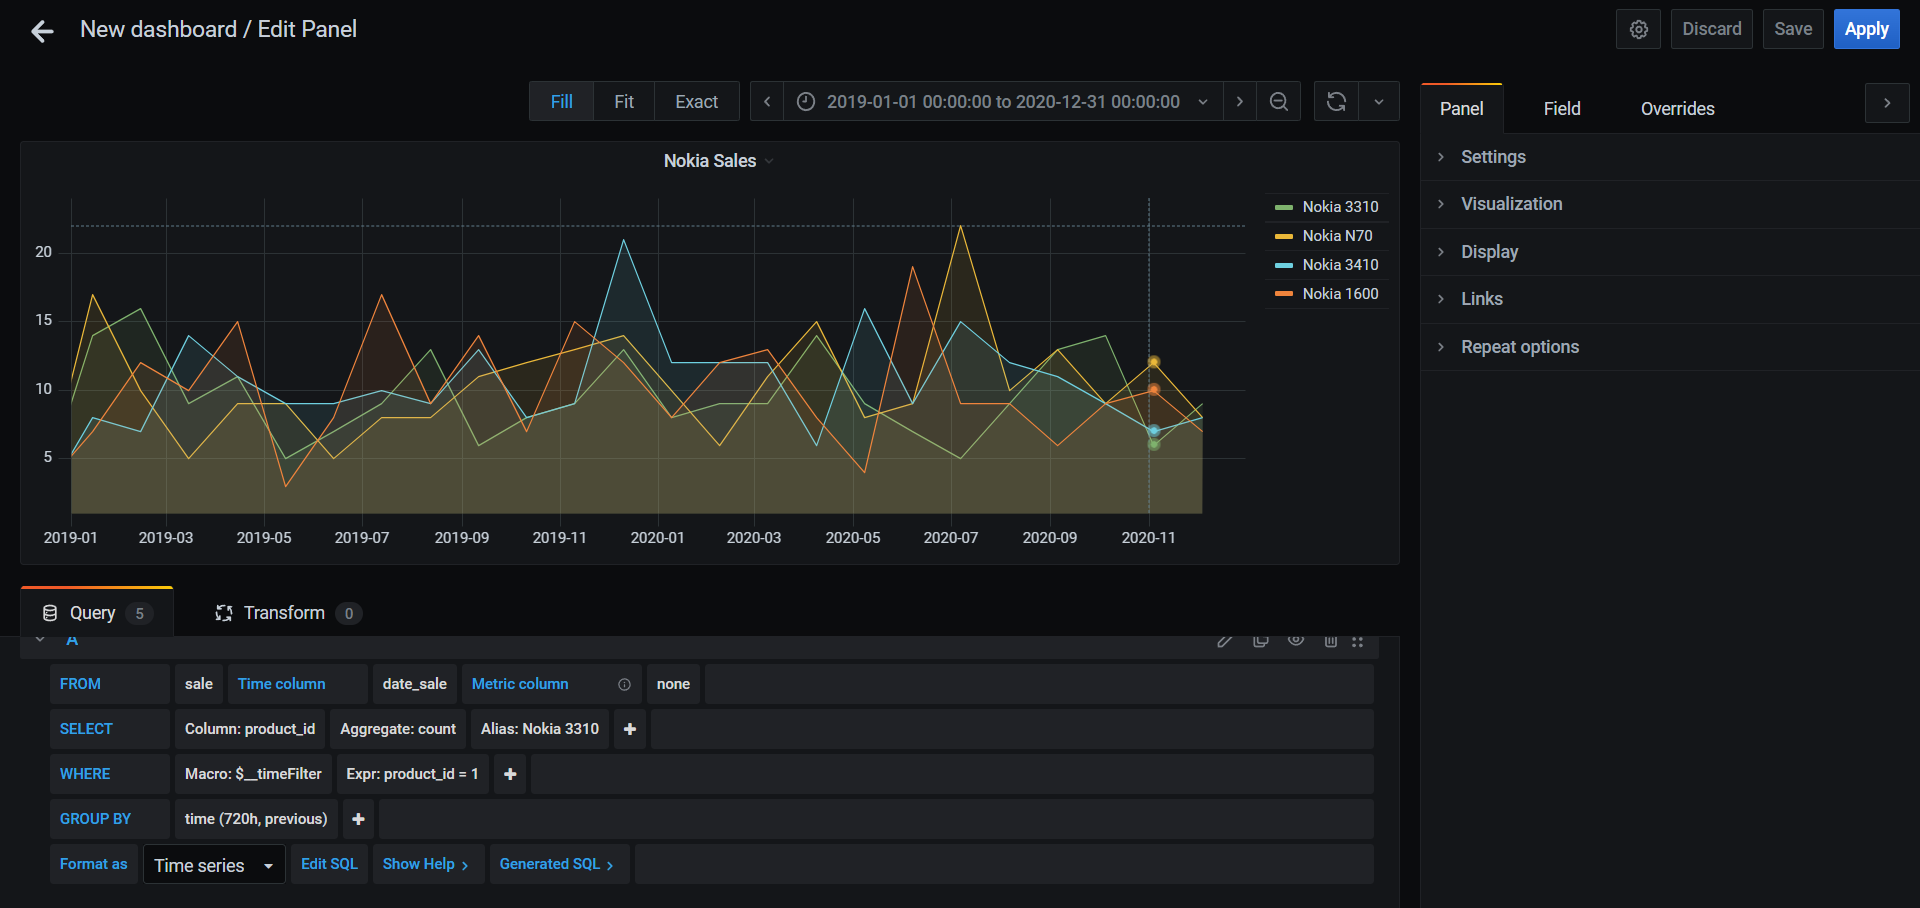 New dashboard / Edit Panel
Discard
Save
Apply
Fill
Fit
Exact
2019-01-01 00:00:00 to 2020-12-31 00:00:00
Panel
Field
Overrides
Nokia Sales
Settings
Visualization
Display
Links
Repeat options
Nokia 3310
Nokia N70
Nokia 3410
Nokia 1600
20
15
10
5
2019-01
2019-03
2019-05
2019-07
2019-09
2019-11
2020-01
2020-03
2020-05
2020-07
2020-09
2020-11
Query 5
Transform 0
A
FROM sale Time column date_sale Metric column none
SELECT Column: product_id Aggregate: count Alias: Nokia 3310
WHERE Macro: $__timeFilter Expr: product_id = 1
GROUP BY time (720h, previous)
Format as Time series Edit SQL Show Help Generated SQL